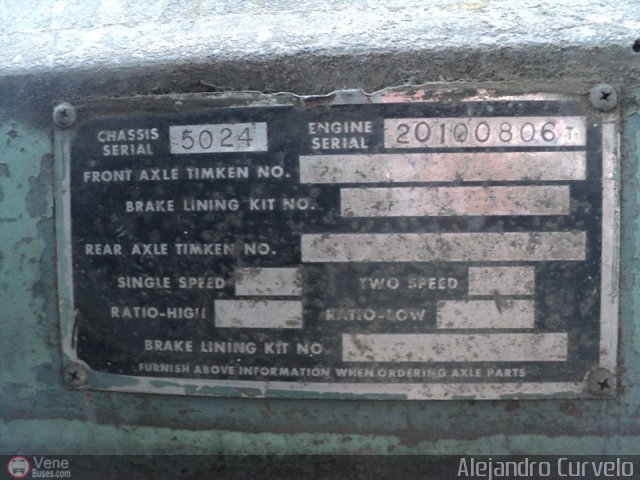 CHASSIS SERIAL 5024 ENGINE SERIAL 20100806T
FRONT AXLE TIMKEN NO.
BRAKE LINING KIT NO.
REAR AXLE TIMKEN NO.
SINGLE SPEED TWO SPEED
RATIO-HIGH RATIO-LOW
BRAKE LINING KIT NO
FURNISH ABOVE INFORMATION WHEN ORDERING AXLE PARTS
Vene
Buses.com
Alejandro Curvelo